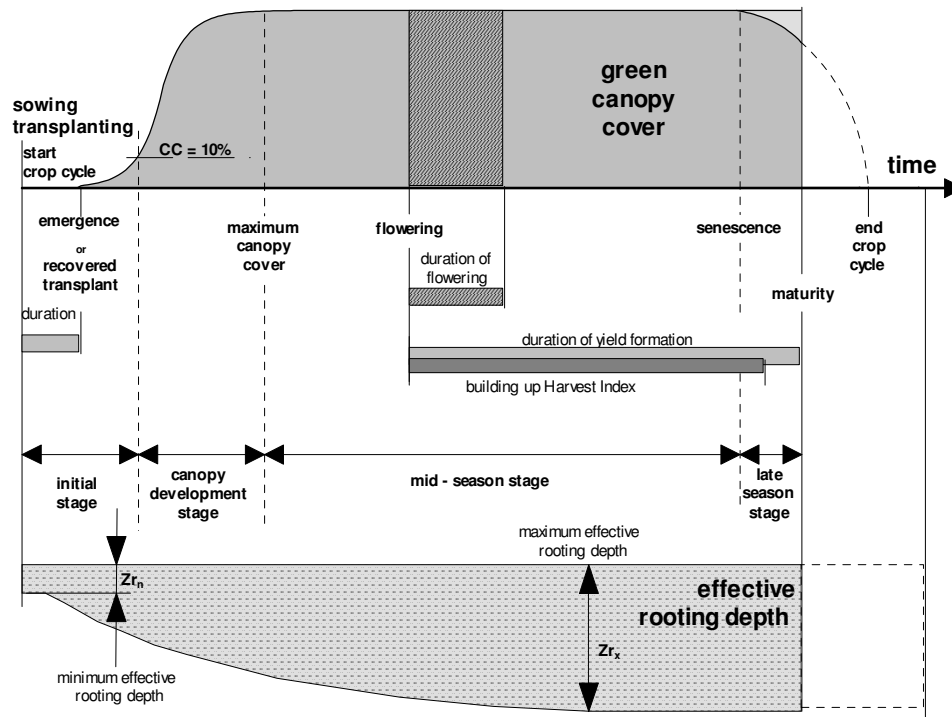 green
canopy
cover
sowing
transplanting
start
crop cycle
CC = 10%
time
emergence
or
recovered
transplant
maximum
canopy
cover
flowering
senescence
end
crop
cycle
duration of
flowering
maturity
duration
duration of yield formation
building up Harvest Index
initial
stage
canopy
development
stage
mid - season stage
late
season
stage
maximum effective
rooting depth
Zrn
effective
rooting depth
Zrx
minimum effective
rooting depth